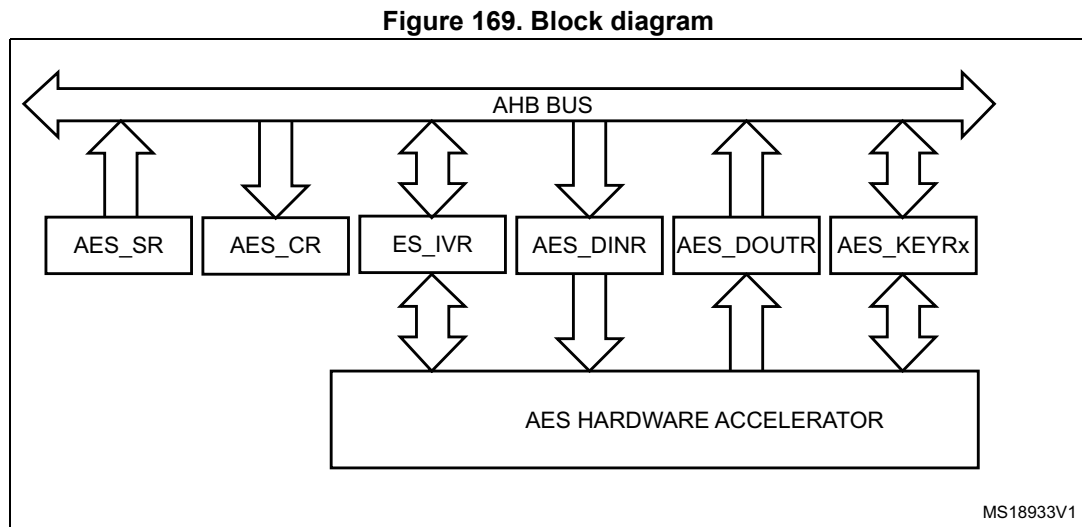 Figure 169. Block diagram
AHB BUS
AES_SR
AES_CR
ES_IVR
AES_DINR
AES_DOUTR
AES_KEYRx
AES HARDWARE ACCELERATOR
MS18933V1